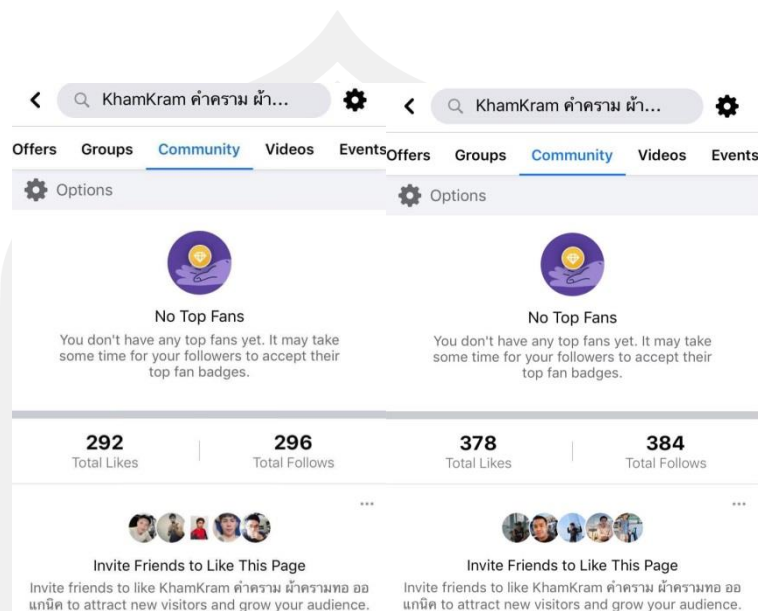 KhamKram คำคราม ผ้า...
Offers Groups Community Videos Events
Options
No Top Fans
You don't have any top fans yet. It may take
some time for your followers to accept their
top fan badges.
292 296
Total Likes Total Follows
...
Invite Friends to Like This Page
Invite friends to like KhamKram คำคราม ผ้าครามทอ ออ
แกนิค to attract new visitors and grow your audience.
KhamKram คำคราม ผ้า...
Offers Groups Community Videos Events
Options
No Top Fans
You don't have any top fans yet. It may take
some time for your followers to accept their
top fan badges.
378 384
Total Likes Total Follows
...
Invite Friends to Like This Page
Invite friends to like KhamKram คำคราม ผ้าครามทอ ออ
แกนิค to attract new visitors and grow your audience.